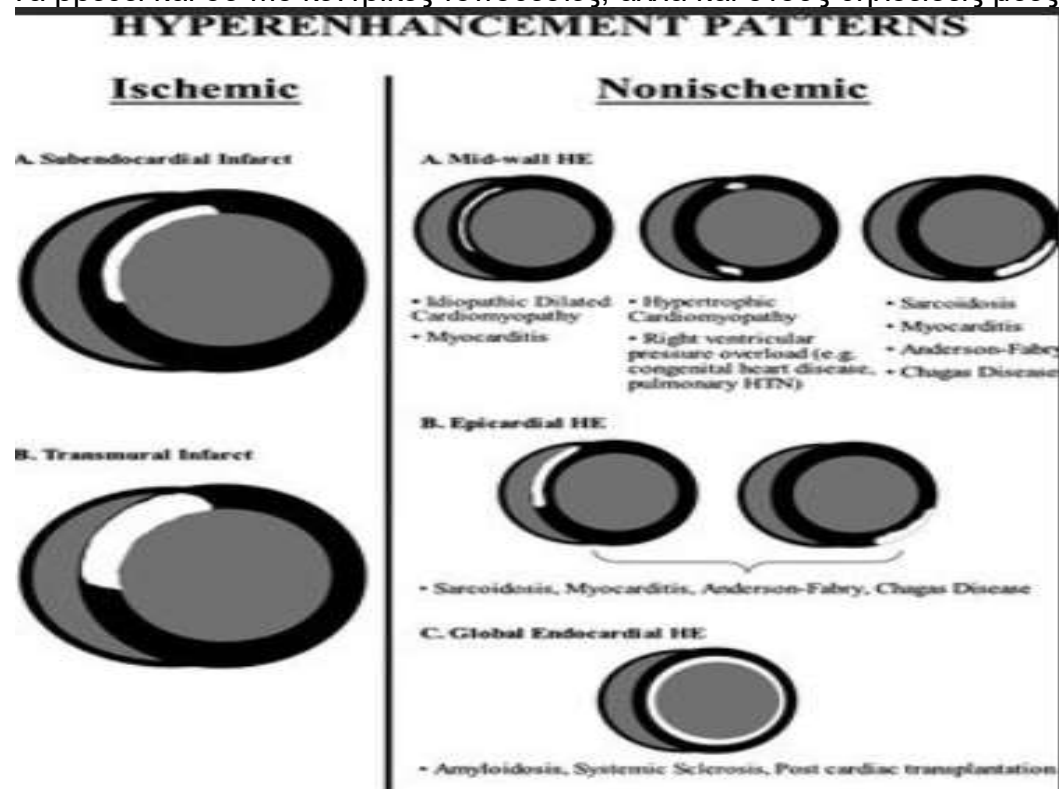 HYPERENHANCEMENT PATTERNS
Ischemic
A. Subendocardial Infarct
B. Transmural Infarct
Nonischemic
A. Mid-wall HE
• Idiopathic Dilated
Cardiomyopathy
• Myocarditis
• Hypertrophic
Cardiomyopathy
• Right ventricular
pressure overload (e.g.
congenital heart disease,
pulmonary HTN)
• Sarcoidosis
• Myocarditis
• Anderson-Fabry
• Chagas Disease
B. Epicardial HE
• Sarcoidosis, Myocarditis, Anderson-Fabry, Chagas Disease
C. Global Endocardial HE
• Amyloidosis, Systemic Sclerosis, Post cardiac transplantation